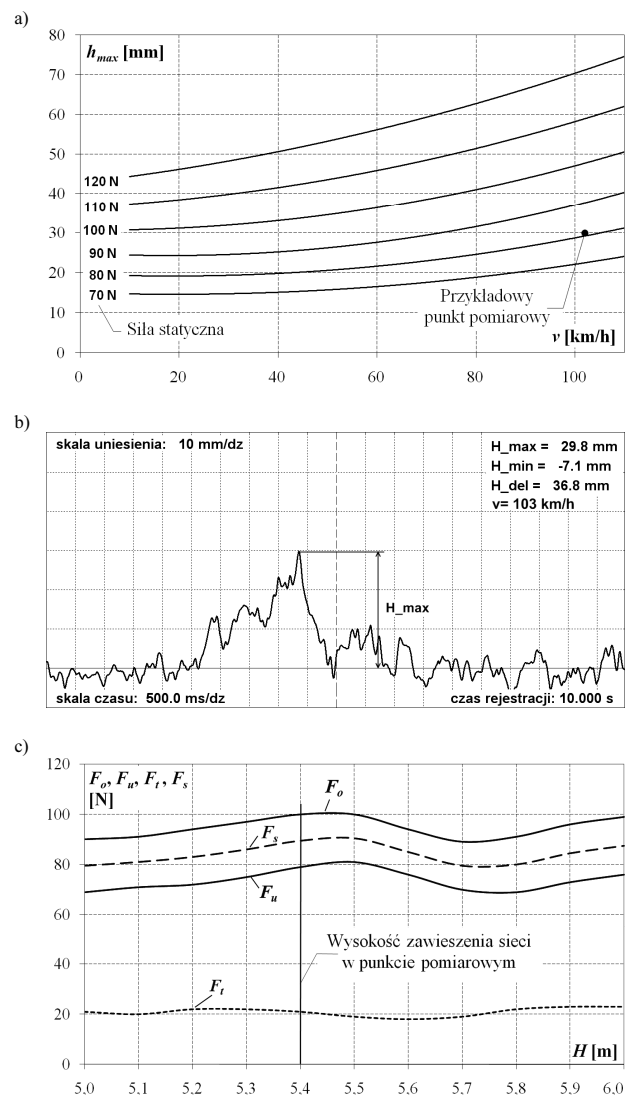 a)
h_max [mm]
80
70
60
50
40
30
20
10
0
120 N
110 N
100 N
90 N
80 N
70 N
Siła statyczna
Przykładowy
punkt pomiarowy
v [km/h]
0 20 40 60 80 100
b)
skala uniesienia: 10 mm/dz
H_max = 29.8 mm
H_min = -7.1 mm
H_del = 36.8 mm
v= 103 km/h
H_max
skala czasu: 500.0 ms/dz
czas rejestracji: 10.000 s
c)
120
100
80
60
40
20
0
F_o, F_u, F_t, F_s
[N]
F_o
F_s
F_u
Wysokość zawieszenia sieci
w punkcie pomiarowym
F_t
H [m]
5,0 5,1 5,2 5,3 5,4 5,5 5,6 5,7 5,8 5,9 6,0